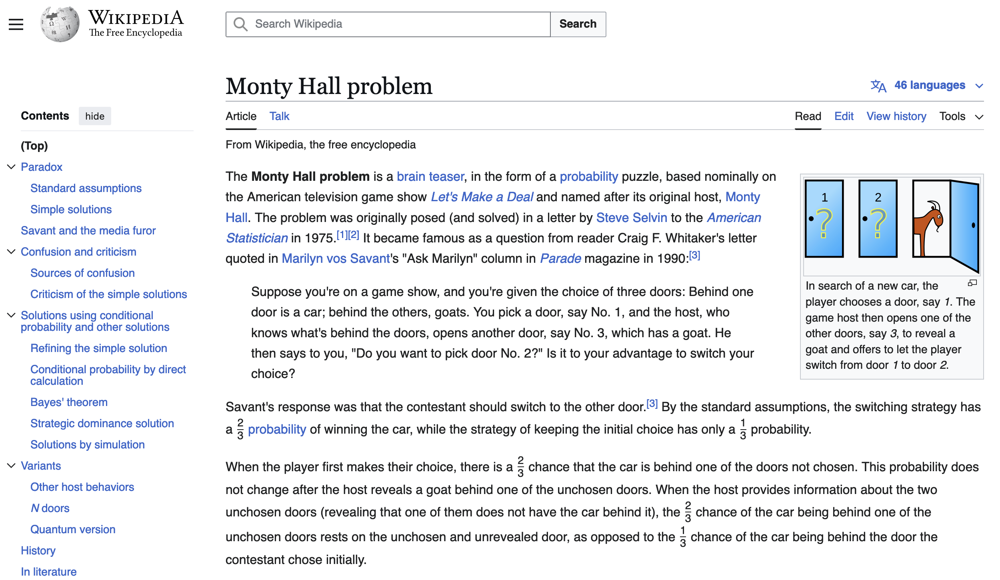 WIKIPEDIA
The Free Encyclopedia
Search Wikipedia
Search
Monty Hall problem
46 languages
Contents hide
Article Talk
Read Edit View history Tools
From Wikipedia, the free encyclopedia
(Top)
Paradox
Standard assumptions
Simple solutions
Savant and the media furor
Confusion and criticism
Sources of confusion
Criticism of the simple solutions
Solutions using conditional
probability and other solutions
Refining the simple solution
Conditional probability by direct
calculation
Bayes' theorem
Strategic dominance solution
Solutions by simulation
Variants
Other host behaviors
N doors
Quantum version
History
In literature
The Monty Hall problem is a brain teaser, in the form of a probability puzzle, based nominally on
the American television game show Let's Make a Deal and named after its original host, Monty
Hall. The problem was originally posed (and solved) in a letter by Steve Selvin to the American
Statistician in 1975.[1][2] It became famous as a question from reader Craig F. Whitaker's letter
quoted in Marilyn vos Savant's "Ask Marilyn" column in Parade magazine in 1990:[3]
Suppose you're on a game show, and you're given the choice of three doors: Behind one
door is a car; behind the others, goats. You pick a door, say No. 1, and the host, who
knows what's behind the doors, opens another door, say No. 3, which has a goat. He
then says to you, "Do you want to pick door No. 2?" Is it to your advantage to switch your
choice?
1 2
? ?
In search of a new car, the
player chooses a door, say 1. The
game host then opens one of the
other doors, say 3, to reveal a
goat and offers to let the player
switch from door 1 to door 2.
Savant's response was that the contestant should switch to the other door.[3] By the standard assumptions, the switching strategy has
a 2/3 probability of winning the car, while the strategy of keeping the initial choice has only a 1/3 probability.
When the player first makes their choice, there is a 2/3 chance that the car is behind one of the doors not chosen. This probability does
not change after the host reveals a goat behind one of the unchosen doors. When the host provides information about the two
unchosen doors (revealing that one of them does not have the car behind it), the 2/3 chance of the car being behind one of the
unchosen doors rests on the unchosen and unrevealed door, as opposed to the 1/3 chance of the car being behind the door the
contestant chose initially.